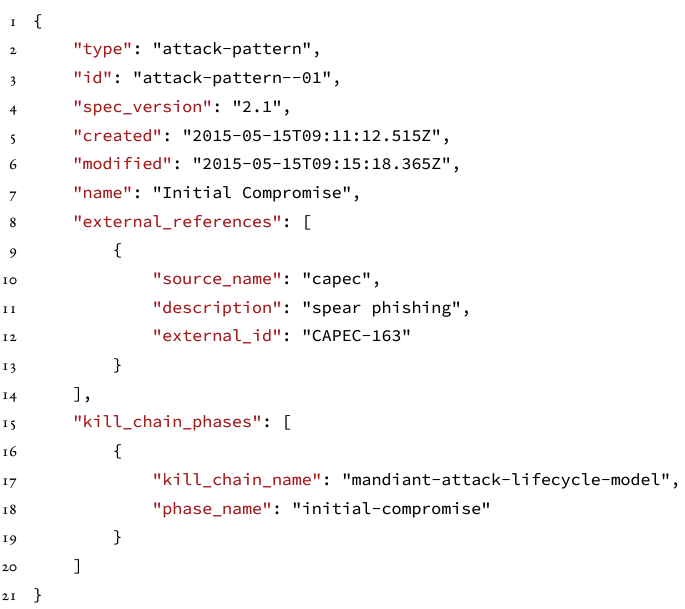 1 {
2     "type": "attack-pattern",
3     "id": "attack-pattern--01",
4     "spec_version": "2.1",
5     "created": "2015-05-15T09:11:12.515Z",
6     "modified": "2015-05-15T09:15:18.365Z",
7     "name": "Initial Compromise",
8     "external_references": [
9         {
10             "source_name": "capec",
11             "description": "spear phishing",
12             "external_id": "CAPEC-163"
13         }
14     ],
15     "kill_chain_phases": [
16         {
17             "kill_chain_name": "mandiant-attack-lifecycle-model",
18             "phase_name": "initial-compromise"
19         }
20     ]
21 }